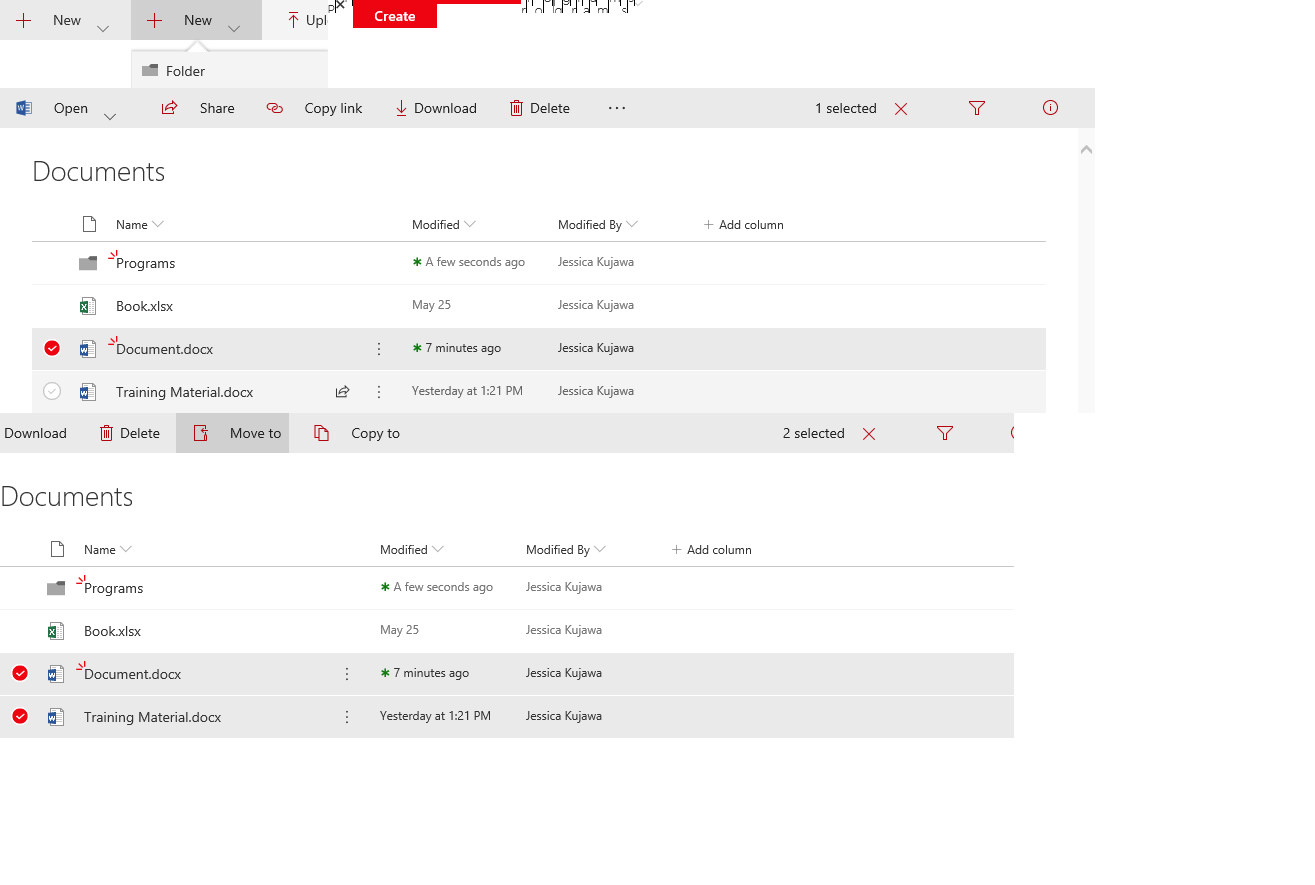 New New Upl
Create
Folder
Open Share Copy link Download Delete ··· 1 selected
Documents
Name Modified Modified By + Add column
Programs A few seconds ago Jessica Kujawa
Book.xlsx May 25 Jessica Kujawa
Document.docx 7 minutes ago Jessica Kujawa
Training Material.docx Yesterday at 1:21 PM Jessica Kujawa
Download Delete Move to Copy to 2 selected
Documents
Name Modified Modified By + Add column
Programs A few seconds ago Jessica Kujawa
Book.xlsx May 25 Jessica Kujawa
Document.docx 7 minutes ago Jessica Kujawa
Training Material.docx Yesterday at 1:21 PM Jessica Kujawa